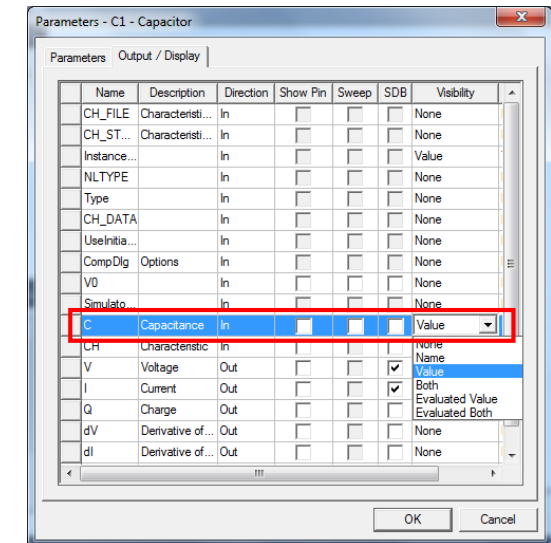 Parameters - C1 - Capacitor
Parameters Output / Display
Name Description Direction Show Pin Sweep SDB Visibility
CH_FILE Characteristi... In None
CH_ST... Characteristi... In None
Instance... In Value
NLTYPE In None
Type In None
CH_DATA In None
UseInitia... In None
CompDlg Options In None
V0 In None
Simulato... In None
C Capacitance In Value
CH Characteristic In None
V Voltage Out Name
Value
I Current Out Both
Evaluated Value
Q Charge Out Evaluated Both
dV Derivative of... Out None
dI Derivative of... Out None
OK Cancel